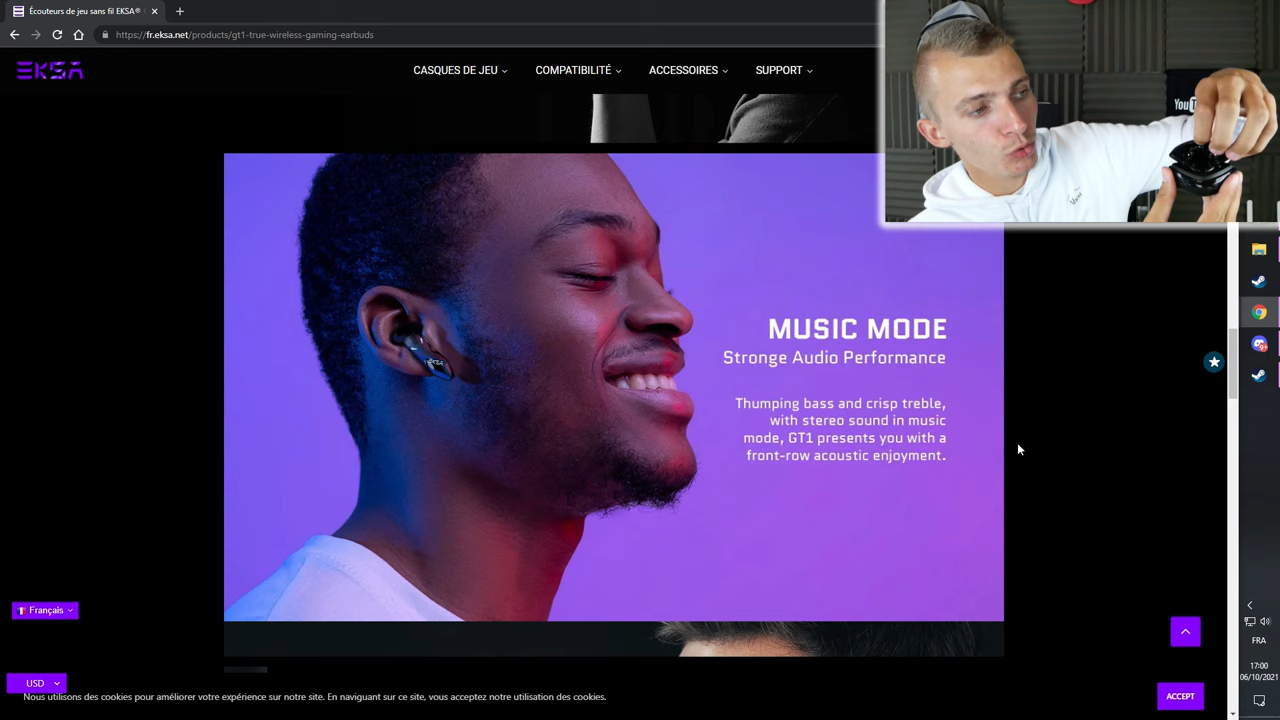 Écouteurs de jeu sans fil EKSA®
https://fr.eksa.net/products/gt1-true-wireless-gaming-earbuds
EKSA
CASQUES DE JEU
COMPATIBILITÉ
ACCESSOIRES
SUPPORT
YouT
EKSA
MUSIC MODE
Stronge Audio Performance
Thumping bass and crisp treble,
with stereo sound in music
mode, GT1 presents you with a
front-row acoustic enjoyment.
Français
USD
Nous utilisons des cookies pour améliorer votre expérience sur notre site. En naviguant sur ce site, vous acceptez notre utilisation des cookies.
ACCEPT
FRA
17:00
06/10/2021